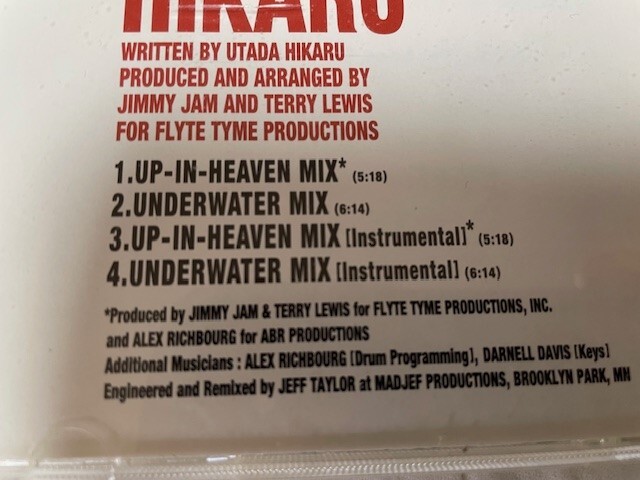 HIKARU
WRITTEN BY UTADA HIKARU
PRODUCED AND ARRANGED BY
JIMMY JAM AND TERRY LEWIS
FOR FLYTE TYME PRODUCTIONS
1.UP-IN-HEAVEN MIX* (5:18)
2.UNDERWATER MIX (6:14)
3.UP-IN-HEAVEN MIX [Instrumental]* (5:18)
4.UNDERWATER MIX [Instrumental] (6:14)
*Produced by JIMMY JAM & TERRY LEWIS for FLYTE TYME PRODUCTIONS, INC.
and ALEX RICHBOURG for ABR PRODUCTIONS
Additional Musicians : ALEX RICHBOURG [Drum Programming], DARNELL DAVIS [Keys]
Engineered and Remixed by JEFF TAYLOR at MADJEF PRODUCTIONS, BROOKLYN PARK, MN